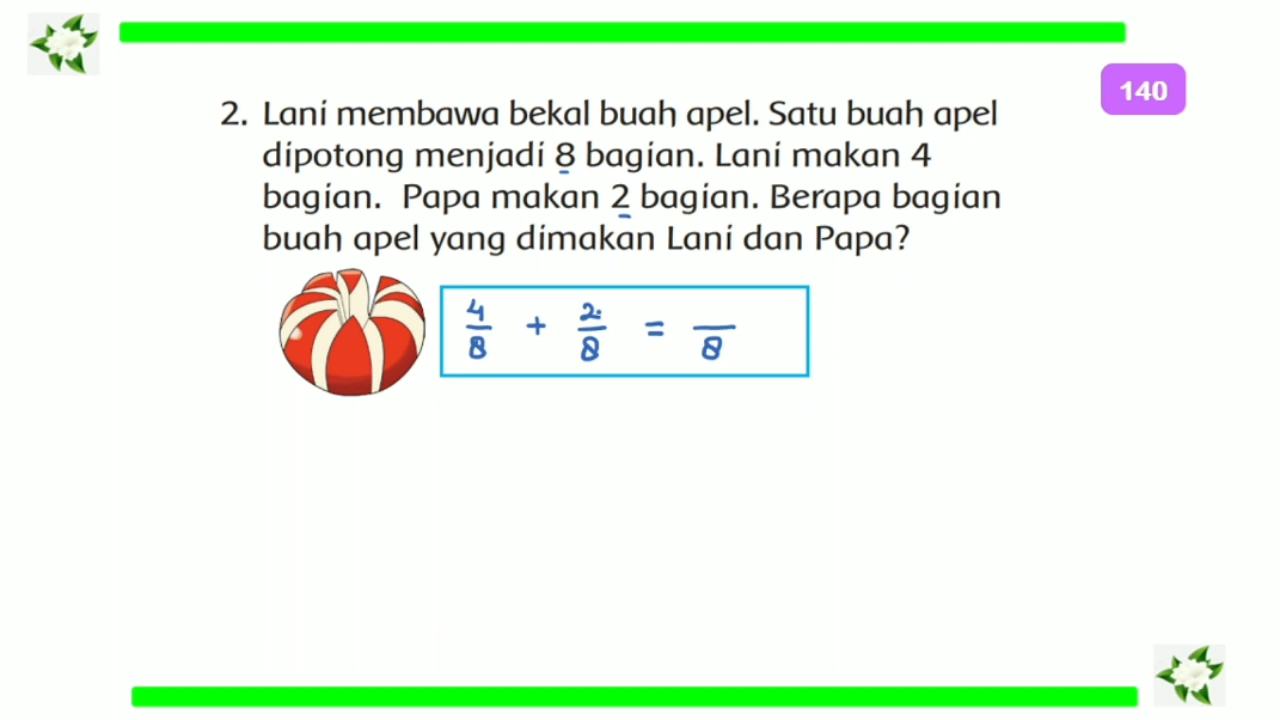 140
2. Lani membawa bekal buah apel. Satu buah apel
dipotong menjadi 8 bagian. Lani makan 4
bagian. Papa makan 2 bagian. Berapa bagian
buah apel yang dimakan Lani dan Papa?
4/8 + 2/8 = /8